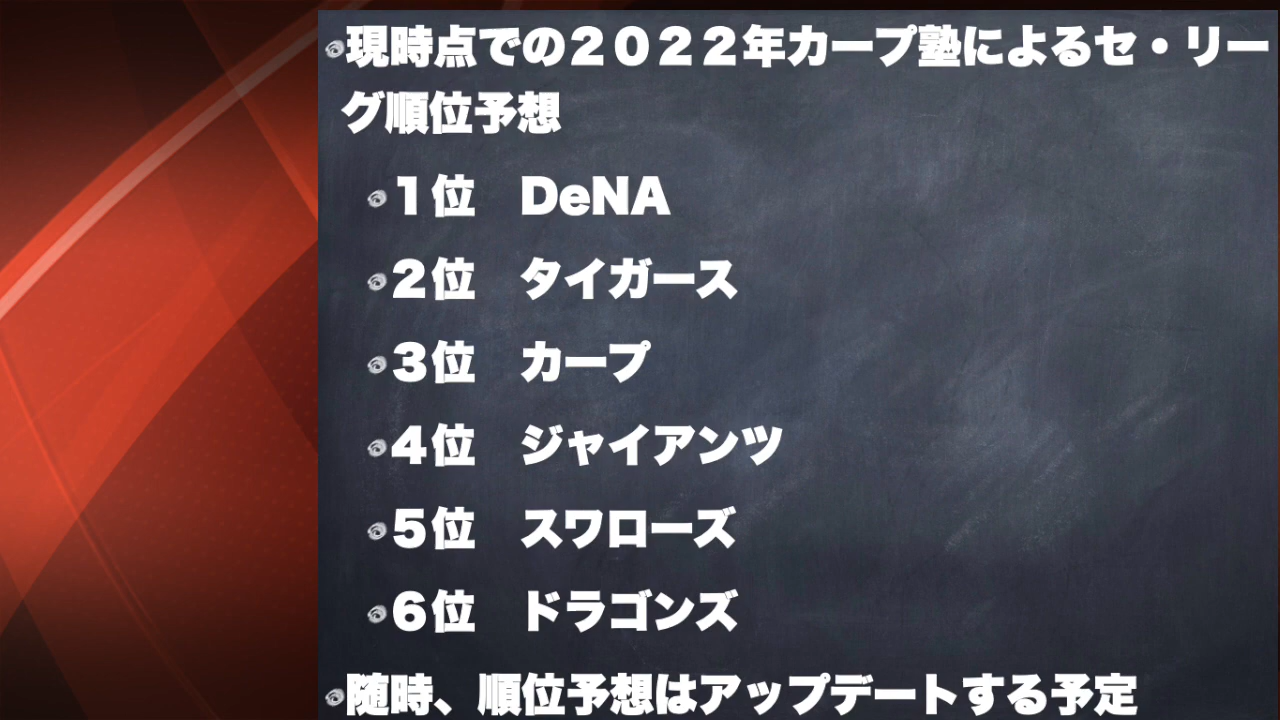 現時点での２０２２年カープ塾によるセ・リー
グ順位予想
１位　DeNA
２位　タイガース
３位　カープ
４位　ジャイアンツ
５位　スワローズ
６位　ドラゴンズ
随時、順位予想はアップデートする予定